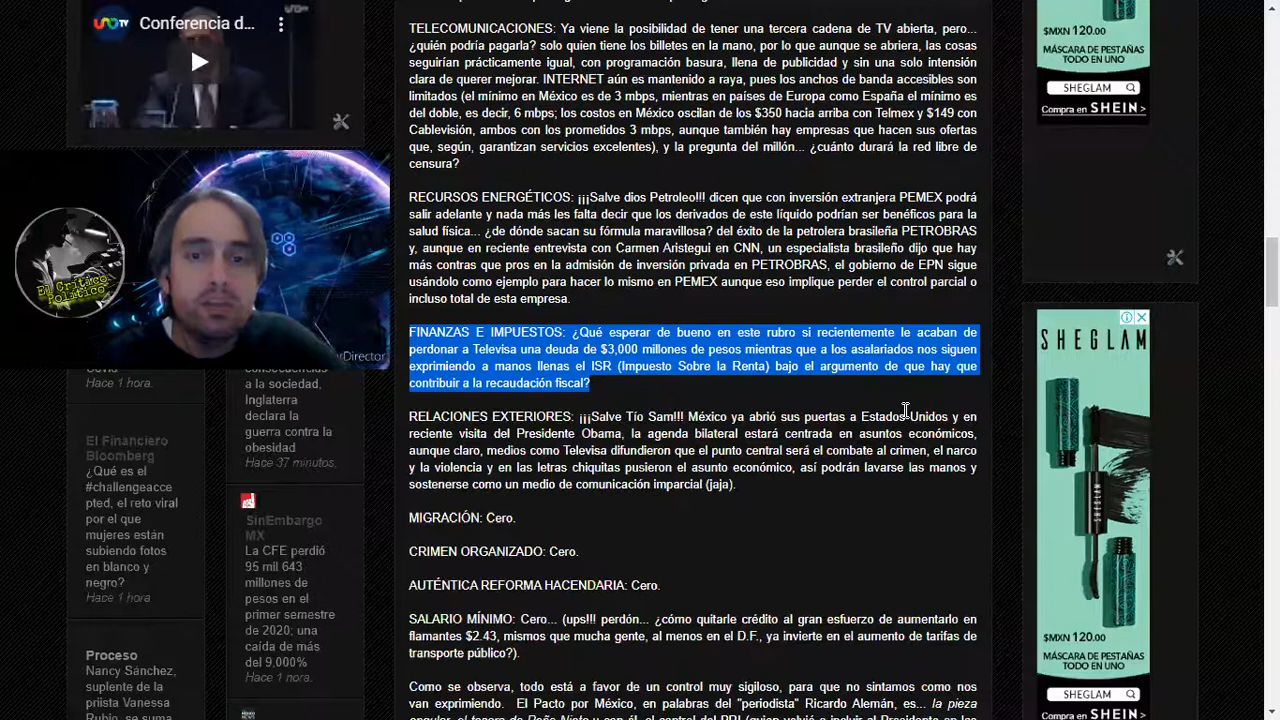 UNOTV Conferencia d...
El Crítico
Político
rDirector
Hace 1 hora.
El Financiero
Bloomberg
¿Qué es el
#challengeacce
pted, el reto viral
por el que
mujeres están
subiendo fotos
en blanco y
negro?
Hace 1 hora
Proceso
Nancy Sánchez,
suplente de la
priista Vanessa
Rubio, se suma
consecuencias
a la sociedad,
Inglaterra
declara la
guerra contra la
obesidad
Hace 37 minutos.
SinEmbargo
MX
La CFE perdió
95 mil 643
millones de
pesos en el
primer semestre
de 2020; una
caída de más
del 9,000%
Hace 1 hora.
TELECOMUNICACIONES: Ya viene la posibilidad de tener una tercera cadena de TV abierta, pero...
¿quién podría pagarla? solo quien tiene los billetes en la mano, por lo que aunque se abriera, las cosas
seguirían prácticamente igual, con programación basura, llena de publicidad y sin una solo intensión
clara de querer mejorar. INTERNET aún es mantenido a raya, pues los anchos de banda accesibles son
limitados (el mínimo en México es de 3 mbps, mientras en países de Europa como España el mínimo es
del doble, es decir, 6 mbps; los costos en México oscilan de los $350 hacia arriba con Telmex y $149 con
Cablevisión, ambos con los prometidos 3 mbps, aunque también hay empresas que hacen sus ofertas
que, según, garantizan servicios excelentes), y la pregunta del millón... ¿cuánto durará la red libre de
censura?
RECURSOS ENERGÉTICOS: ¡¡¡Salve dios Petroleo!!! dicen que con inversión extranjera PEMEX podrá
salir adelante y nada más les falta decir que los derivados de este líquido podrían ser benéficos para la
salud física... ¿de dónde sacan su fórmula maravillosa? del éxito de la petrolera brasileña PETROBRAS
y, aunque en reciente entrevista con Carmen Aristegui en CNN, un especialista brasileño dijo que hay
más contras que pros en la admisión de inversión privada en PETROBRAS, el gobierno de EPN sigue
usándolo como ejemplo para hacer lo mismo en PEMEX aunque eso implique perder el control parcial o
incluso total de esta empresa.
FINANZAS E IMPUESTOS: ¿Qué esperar de bueno en este rubro si recientemente le acaban de
perdonar a Televisa una deuda de $3,000 millones de pesos mientras que a los asalariados nos siguen
exprimiendo a manos llenas el ISR (Impuesto Sobre la Renta) bajo el argumento de que hay que
contribuir a la recaudación fiscal?
RELACIONES EXTERIORES: ¡¡¡Salve Tío Sam!!! México ya abrió sus puertas a Estados Unidos y en
reciente visita del Presidente Obama, la agenda bilateral estará centrada en asuntos económicos,
aunque claro, medios como Televisa difundieron que el punto central será el combate al crimen, el narco
y la violencia y en las letras chiquitas pusieron el asunto económico, así podrán lavarse las manos y
sostenerse como un medio de comunicación imparcial (jaja).
MIGRACIÓN: Cero.
CRIMEN ORGANIZADO: Cero.
AUTÉNTICA REFORMA HACENDARIA: Cero.
SALARIO MÍNIMO: Cero... (ups!!! perdón... ¿cómo quitarle crédito al gran esfuerzo de aumentarlo en
flamantes $2.43, mismos que mucha gente, al menos en el D.F., ya invierte en el aumento de tarifas de
transporte público?).
Como se observa, todo está a favor de un control muy sigiloso, para que no sintamos como nos
van exprimiendo. El Pacto por México, en palabras del "periodista" Ricardo Alemán, es... la pieza
$MXN 120.00
MÁSCARA DE PESTAÑAS
TODO EN UNO
SHEGLAM
Compra en SHEIN >
SHEGLAM
SHEGLAM
$MXN 120.00
MÁSCARA DE PESTAÑAS
TODO EN UNO
SHEGLAM
Compra en SHEIN >